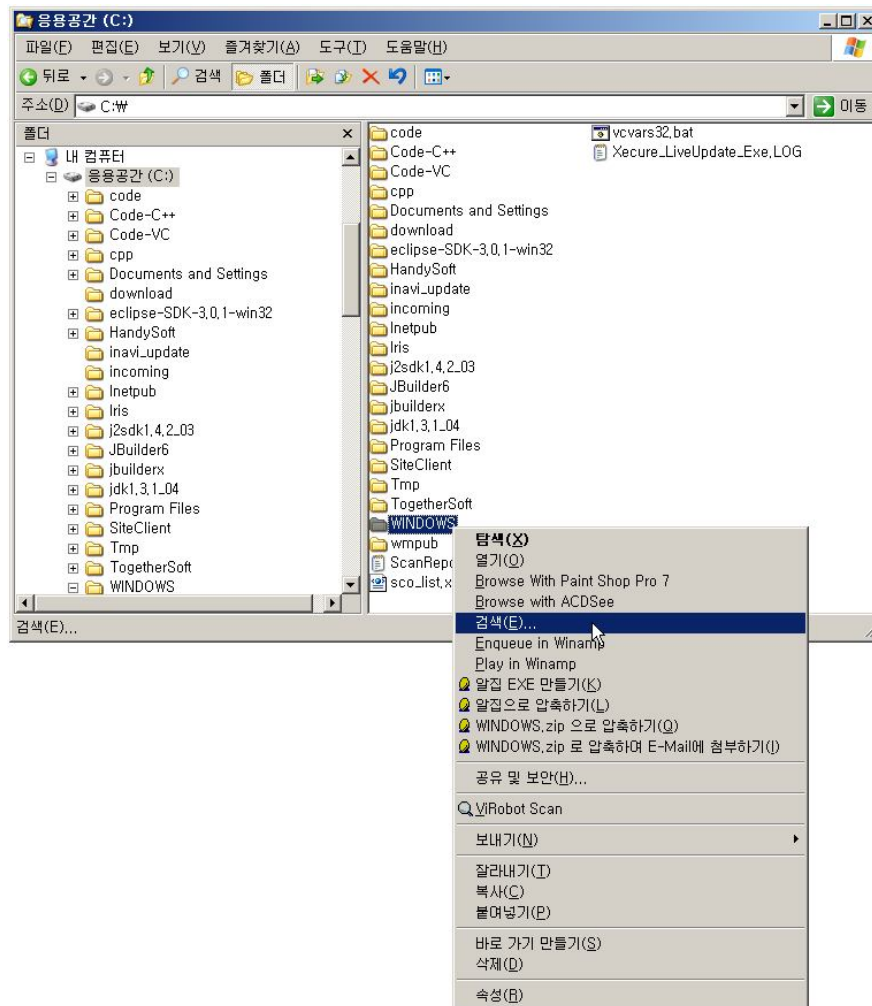 응용공간 (C:)
파일(F) 편집(E) 보기(V) 즐겨찾기(A) 도구(T) 도움말(H)
뒤로 검색 폴더
주소(D) C:₩ 이동
폴더
내 컴퓨터
응용공간 (C:)
code
Code-C++
Code-VC
cpp
Documents and Settings
download
eclipse-SDK-3,0,1-win32
HandySoft
inavi_update
incoming
Inetpub
Iris
j2sdk1,4,2_03
JBuilder6
jbuilderx
jdk1,3,1_04
Program Files
SiteClient
Tmp
TogetherSoft
WINDOWS
code
Code-C++
Code-VC
cpp
Documents and Settings
download
eclipse-SDK-3,0,1-win32
HandySoft
inavi_update
incoming
Inetpub
Iris
j2sdk1,4,2_03
JBuilder6
jbuilderx
jdk1,3,1_04
Program Files
SiteClient
Tmp
TogetherSoft
WINDOWS
wmpub
ScanRepo
sco_list,x
vcvars32,bat
Xecure_LiveUpdate_Exe,LOG
검색(E)...
탐색(X)
열기(O)
Browse With Paint Shop Pro 7
Browse with ACDSee
검색(E)...
Enqueue in Winamp
Play in Winamp
알집 EXE 만들기(K)
알집으로 압축하기(L)
WINDOWS,zip 으로 압축하기(Q)
WINDOWS,zip 로 압축하여 E-Mail에 첨부하기(I)
공유 및 보안(H)...
ViRobot Scan
보내기(N)
잘라내기(T)
복사(C)
붙여넣기(P)
바로 가기 만들기(S)
삭제(D)
속성(R)